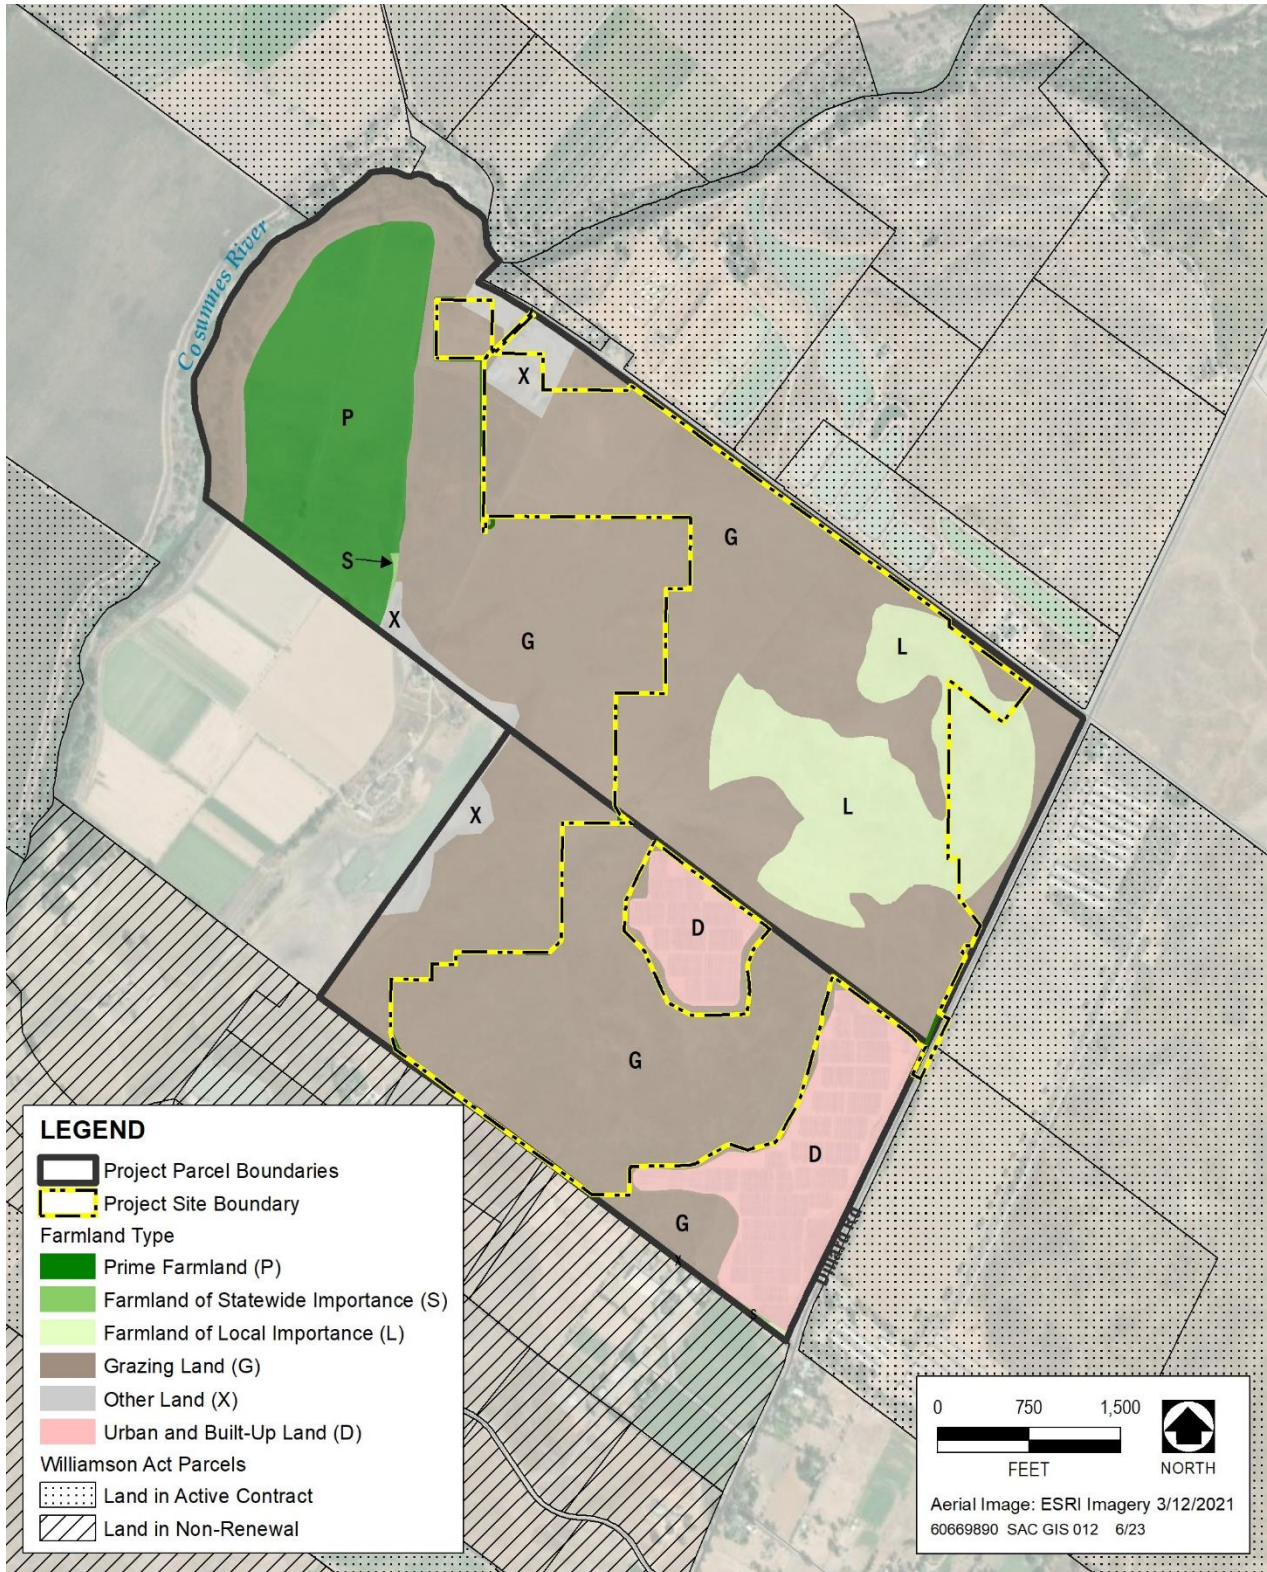 Cosumnes River
X
P
G
S
X
G
L
X
L
D
G
D
G
X
S
Dillard Rd
LEGEND
Project Parcel Boundaries
Project Site Boundary
Farmland Type
Prime Farmland (P)
Farmland of Statewide Importance (S)
Farmland of Local Importance (L)
Grazing Land (G)
Other Land (X)
Urban and Built-Up Land (D)
Williamson Act Parcels
Land in Active Contract
Land in Non-Renewal
0 750 1,500
FEET
NORTH
Aerial Image: ESRI Imagery 3/12/2021
60669890 SAC GIS 012 6/23